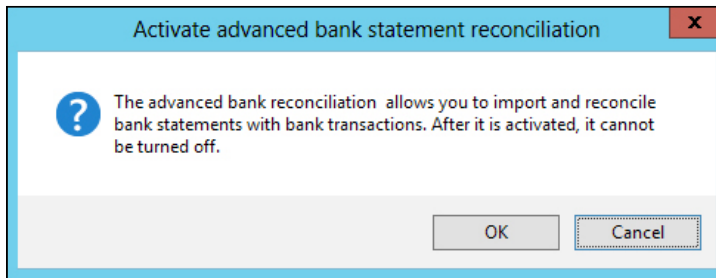 Activate advanced bank statement reconciliation
x
The advanced bank reconciliation  allows you to import and reconcile
bank statements with bank transactions. After it is activated, it cannot
be turned off.
OK
Cancel